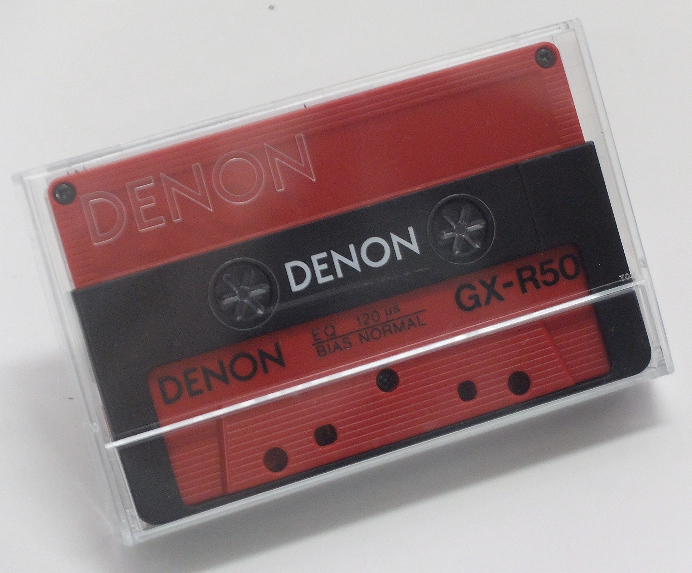 DENON
DENON
GX-R50
EQ 120 μs
BIAS NORMAL
DENON